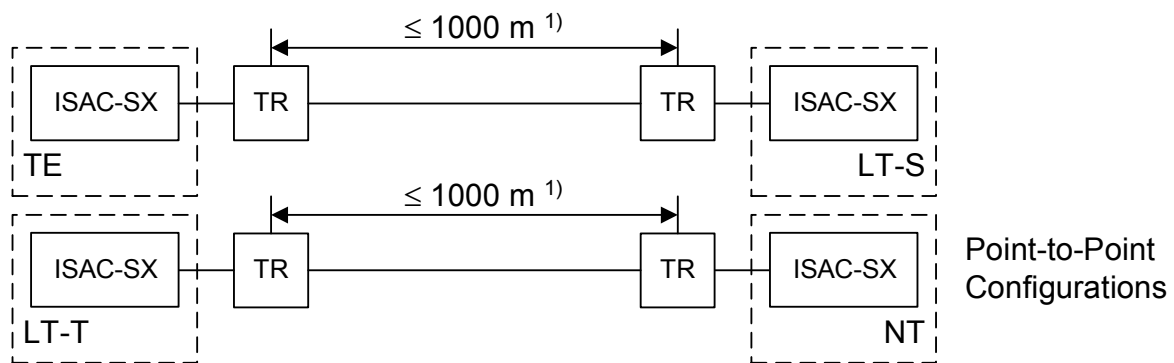 ≤ 1000 m 1)
ISAC-SX TR TR ISAC-SX
TE LT-S
≤ 1000 m 1)
ISAC-SX TR TR ISAC-SX
LT-T NT
Point-to-Point
Configurations